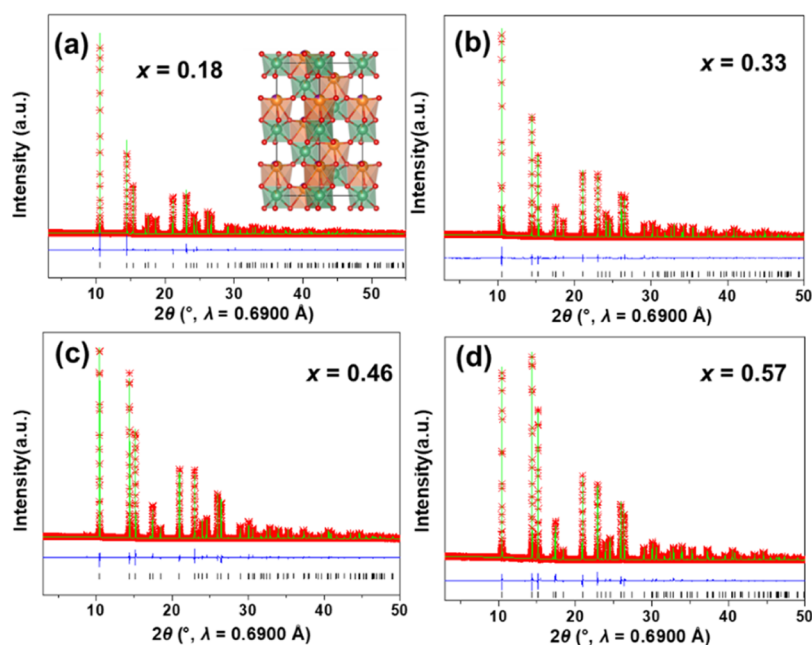 (a)
x = 0.18
Intensity (a.u.)
10 20 30 40 50
2θ (°, λ = 0.6900 Å)
(b)
x = 0.33
Intensity(a.u.)
10 20 30 40 50
2θ (°, λ = 0.6900 Å)
(c)
x = 0.46
Intensity(a.u.)
10 20 30 40 50
2θ (°, λ = 0.6900 Å)
(d)
x = 0.57
Intensity(a.u.)
10 20 30 40 50
2θ (°, λ = 0.6900 Å)